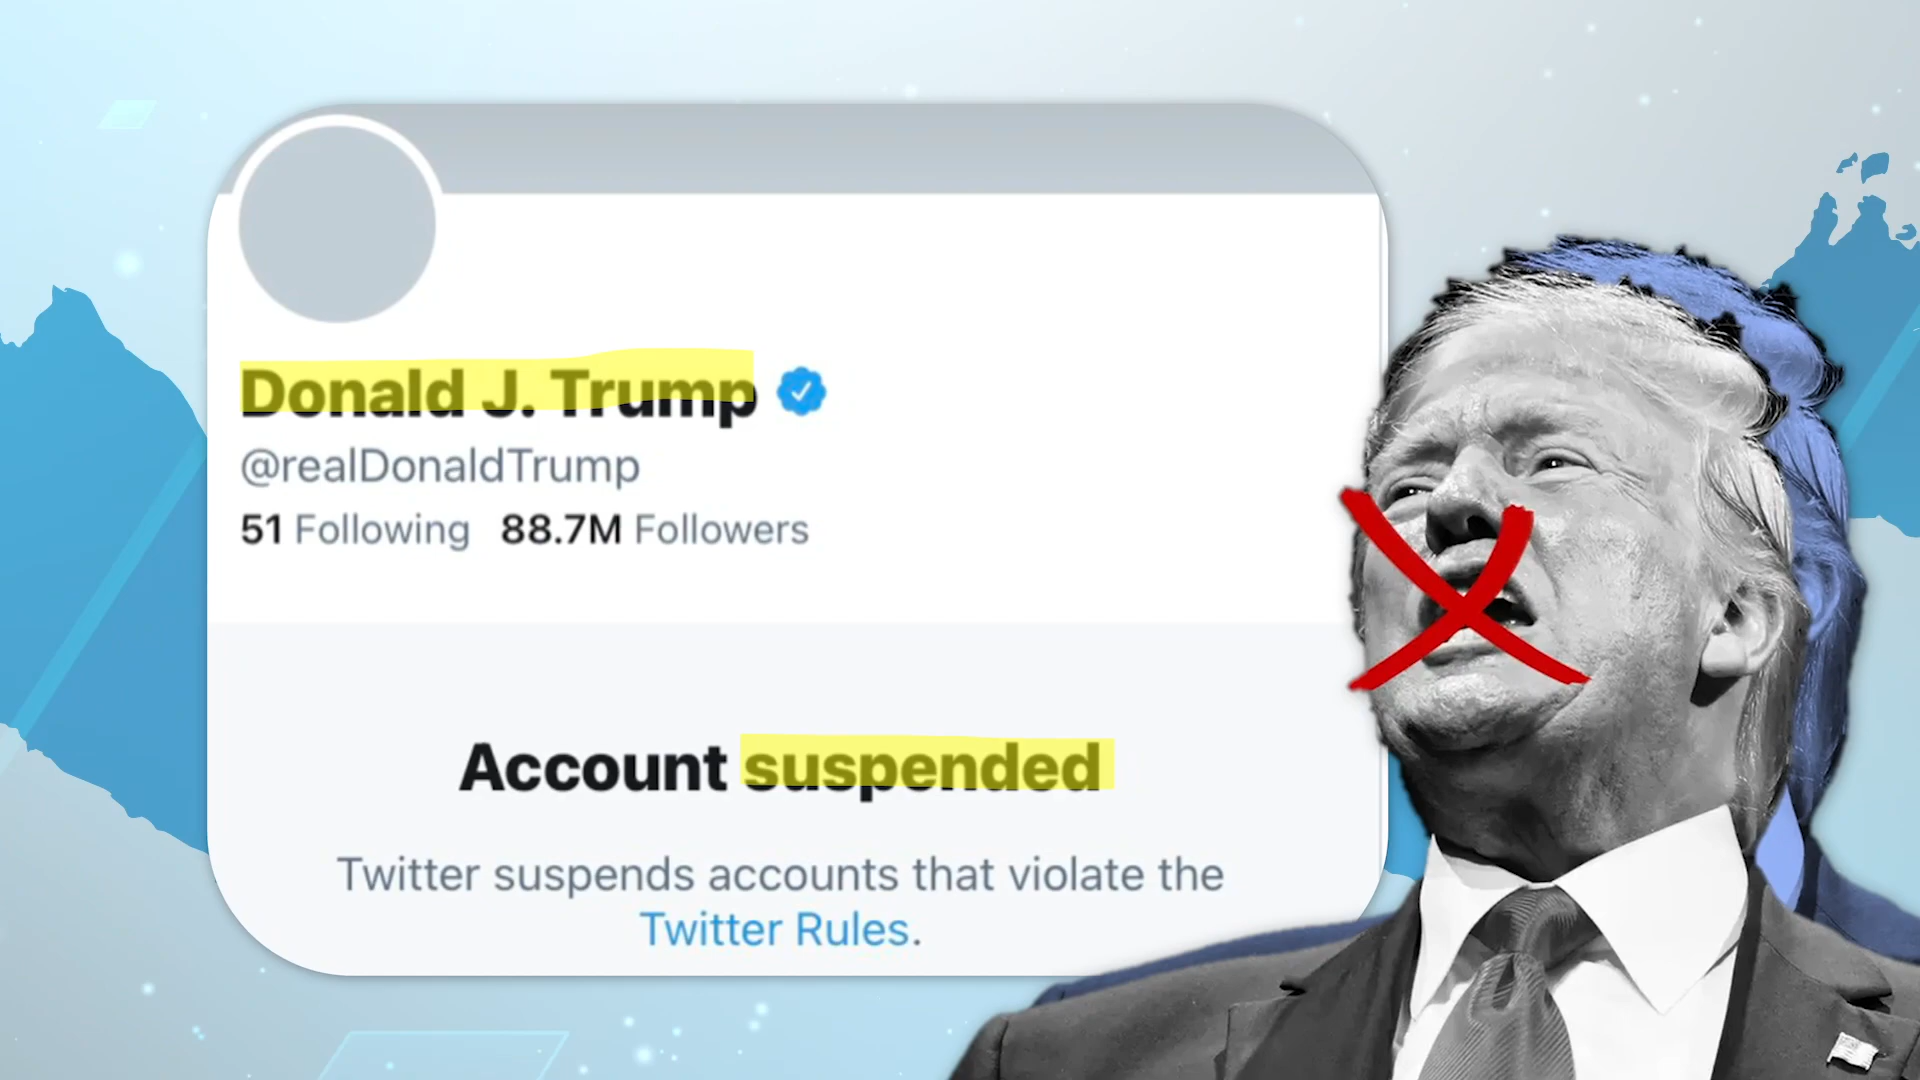 Donald J. Trump
@realDonaldTrump
51 Following 88.7M Followers
Account suspended
Twitter suspends accounts that violate the
Twitter Rules.